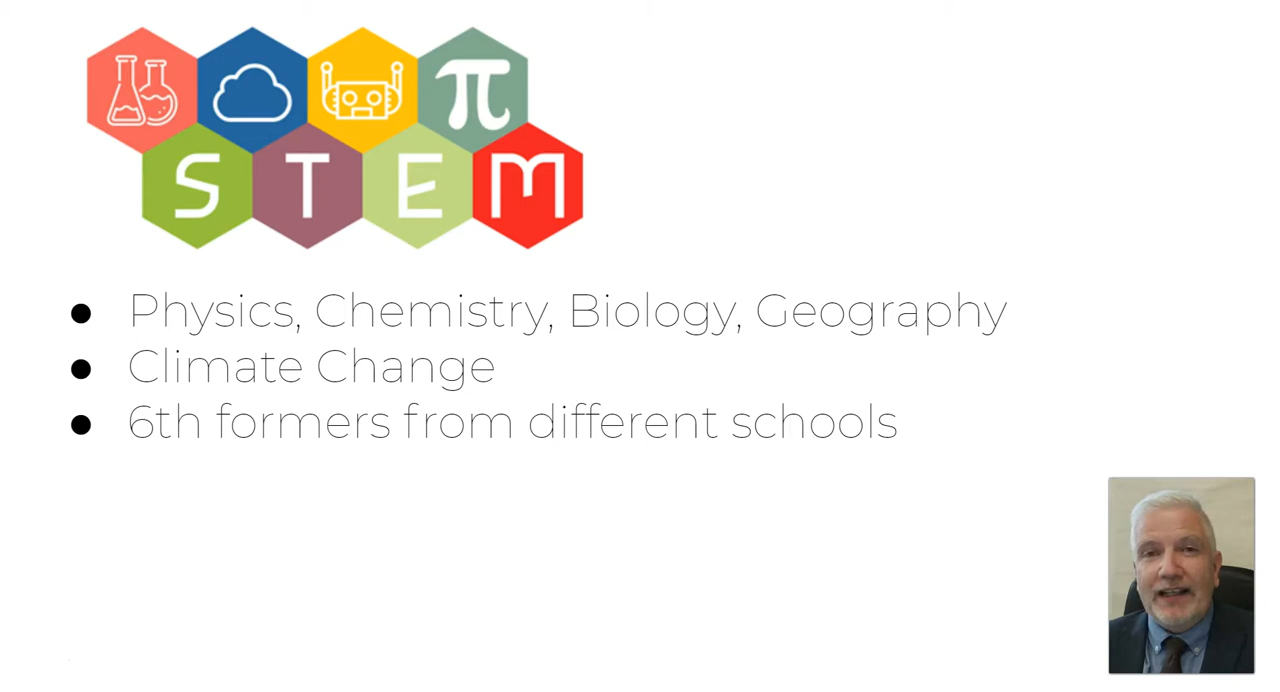 π
STEM
Physics, Chemistry, Biology, Geography
Climate Change
6th formers from different schools